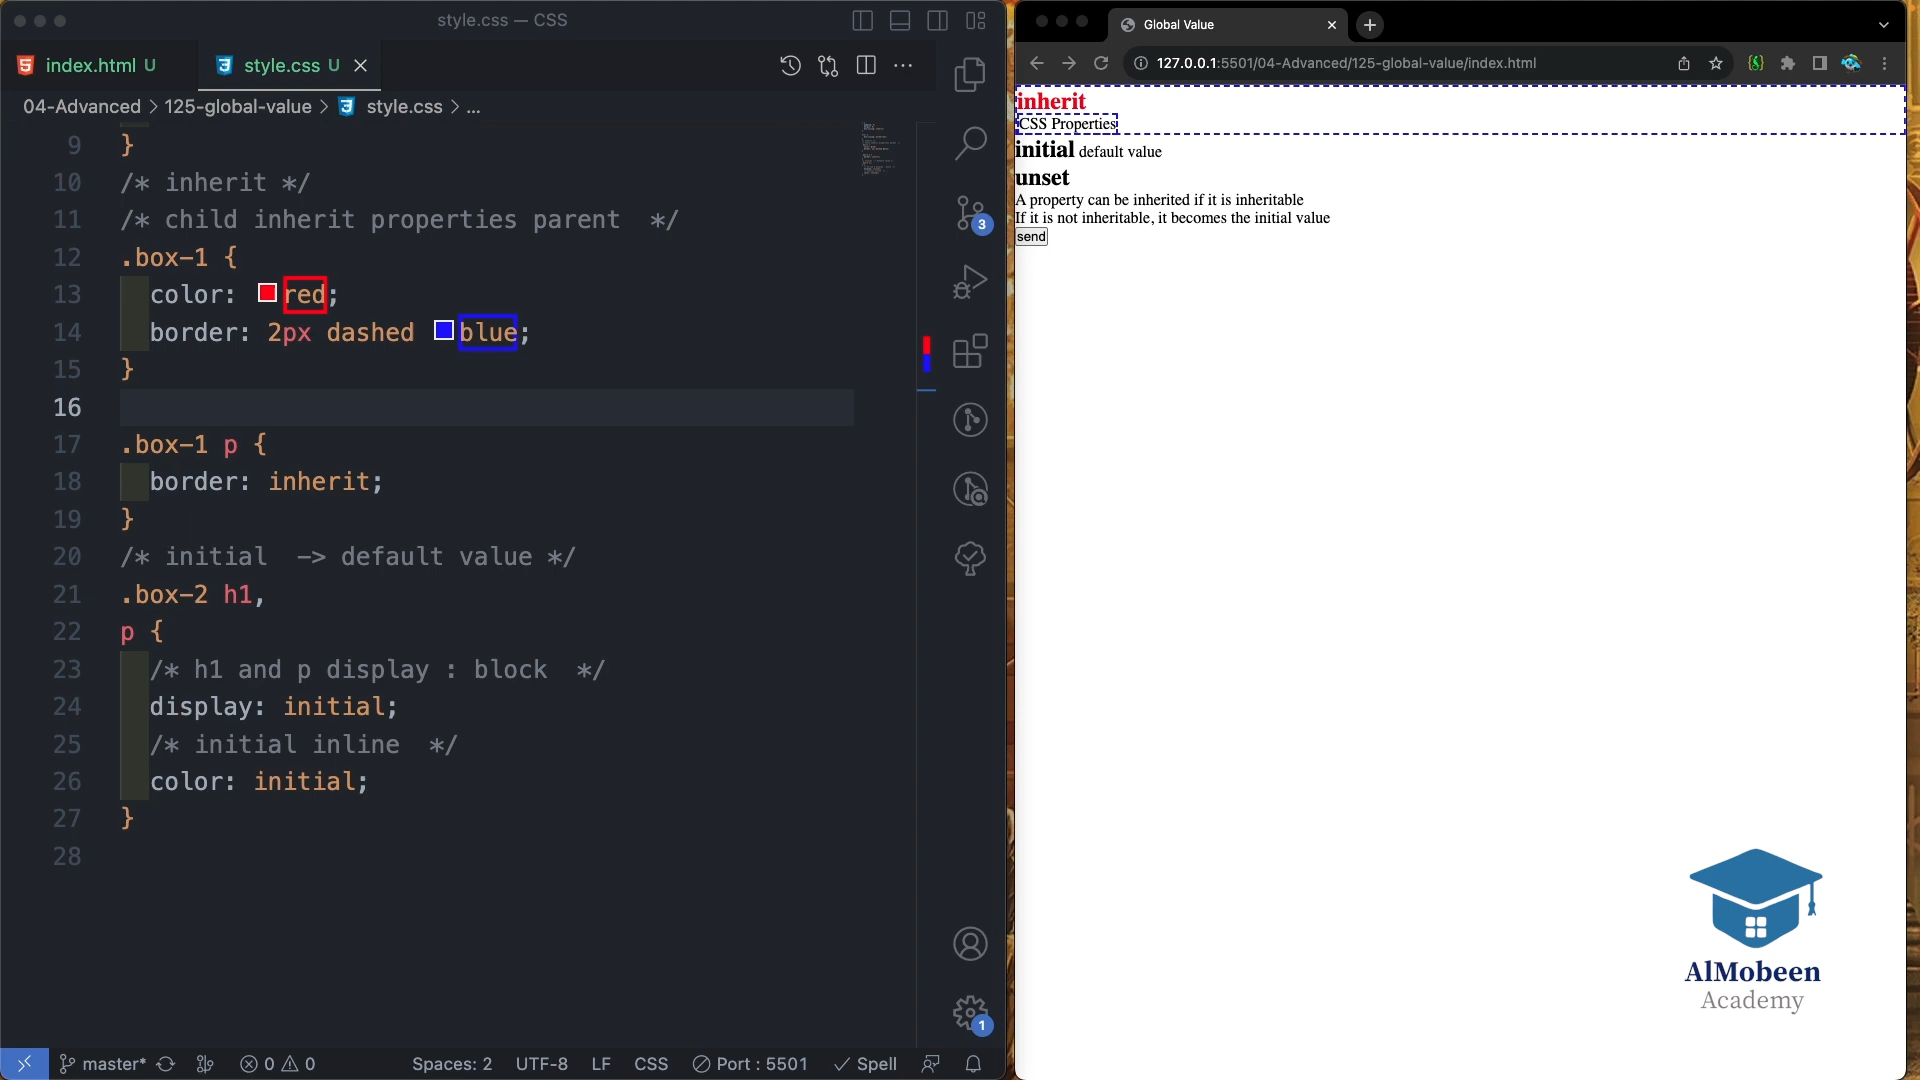 style.css — CSS
index.html U
style.css U
04-Advanced > 125-global-value > style.css > ...
9 }
10 /* inherit */
11 /* child inherit properties parent */
12 .box-1 {
13 color: red;
14 border: 2px dashed blue;
15 }
16
17 .box-1 p {
18 border: inherit;
19 }
20 /* initial -> default value */
21 .box-2 h1,
22 p {
23 /* h1 and p display : block */
24 display: initial;
25 /* initial inline */
26 color: initial;
27 }
28
3
1
master* 0 0 Spaces: 2 UTF-8 LF CSS Port : 5501 Spell
Global Value
127.0.0.1:5501/04-Advanced/125-global-value/index.html
inherit
CSS Properties
initial default value
unset
A property can be inherited if it is inheritable
If it is not inheritable, it becomes the initial value
send
AlMobeen
Academy